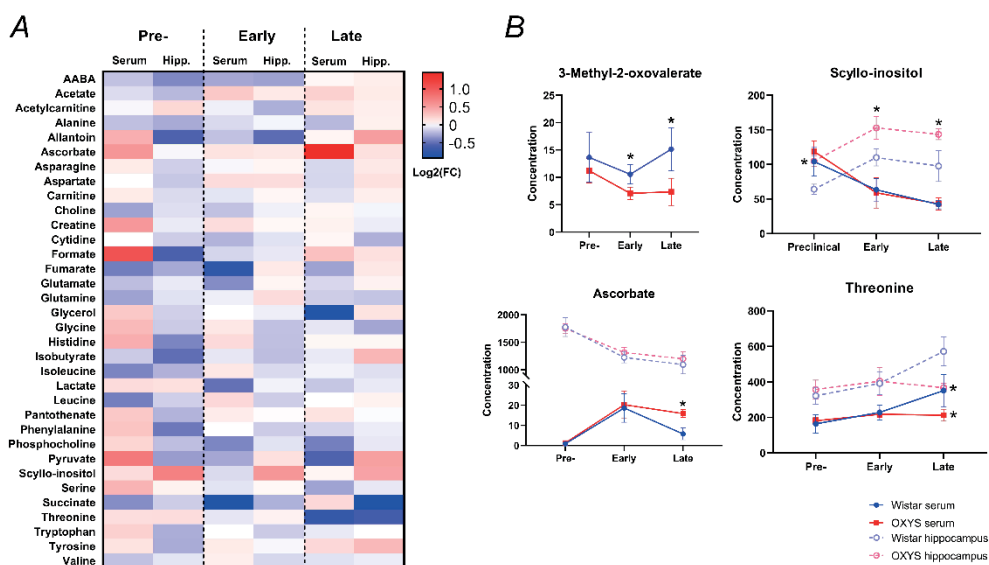 A
Pre- Early Late
Serum Hipp. Serum Hipp. Serum Hipp.
AABA
Acetate
Acetylcarnitine
Alanine
Allantoin
Ascorbate
Asparagine
Aspartate
Carnitine
Choline
Creatine
Cytidine
Formate
Fumarate
Glutamate
Glutamine
Glycerol
Glycine
Histidine
Isobutyrate
Isoleucine
Lactate
Leucine
Pantothenate
Phenylalanine
Phosphocholine
Pyruvate
Scyllo-inositol
Serine
Succinate
Threonine
Tryptophan
Tyrosine
Valine
1.0
0.5
0
-0.5
Log2(FC)
B
3-Methyl-2-oxovalerate
Concentration
25
20
15
10
5
0
* *
Pre- Early Late
Scyllo-inositol
Concentration
200
150
100
50
0
* * *
Preclinical Early Late
Ascorbate
Concentration
2000
1000
30
20
10
0
*
Pre- Early Late
Threonine
Concentration
800
600
400
200
0
*
*
Pre- Early Late
Wistar serum
OXYS serum
Wistar hippocampus
OXYS hippocampus